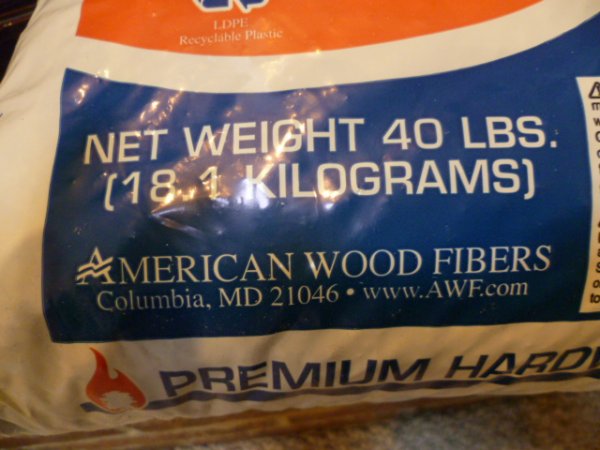 LDPE
Recyclable Plastic
NET WEIGHT 40 LBS.
(18.1 KILOGRAMS)
AMERICAN WOOD FIBERS
Columbia, MD 21046 • www.AWF.com
PREMIUM HARD